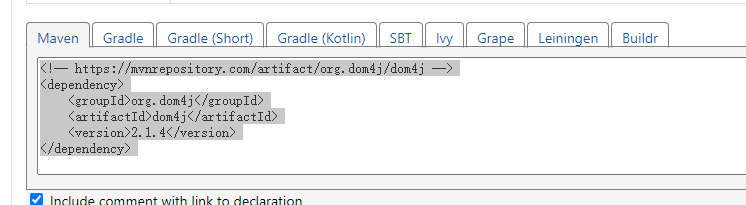 Maven Gradle Gradle (Short) Gradle (Kotlin) SBT Ivy Grape Leiningen Buildr
<!-- https://mvnrepository.com/artifact/org.dom4j/dom4j -->
<dependency>
    <groupId>org.dom4j</groupId>
    <artifactId>dom4j</artifactId>
    <version>2.1.4</version>
</dependency>
Include comment with link to declaration